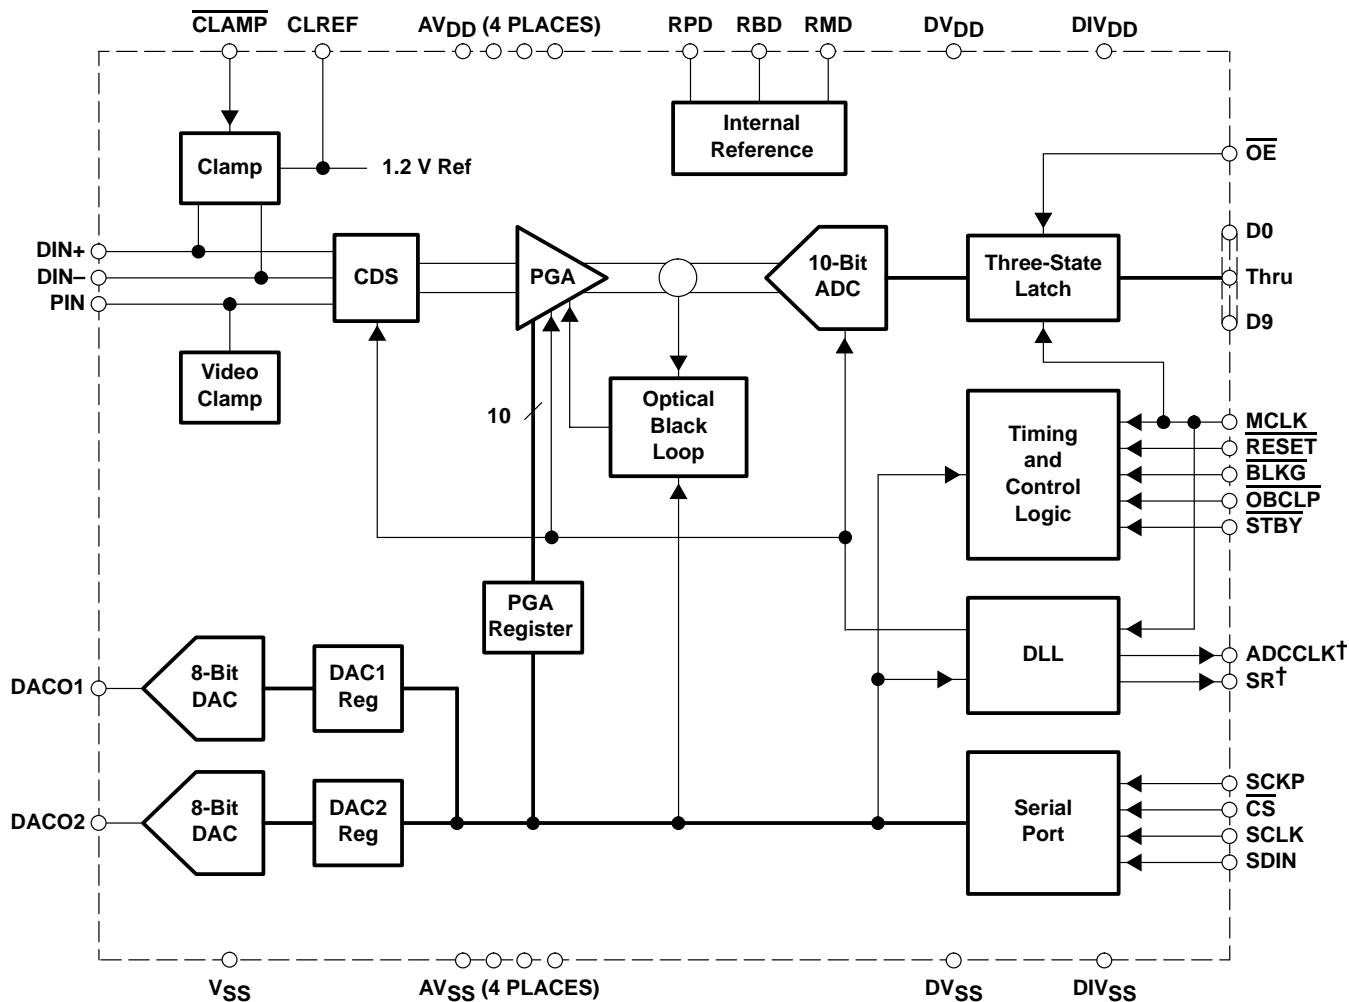 CLAMP CLREF AVDD (4 PLACES) RPD RBD RMD DVDD DIVDD
Internal
Reference
Clamp
1.2 V Ref
OE
DIN+
DIN–
PIN
CDS
PGA
10-Bit
ADC
Three-State
Latch
D0
Thru
D9
Video
Clamp
10
Optical
Black
Loop
Timing
and
Control
Logic
MCLK
RESET
BLKG
OBCLP
STBY
PGA
Register
DLL
ADCCLK†
SR†
DACO1
8-Bit
DAC
DAC1
Reg
DACO2
8-Bit
DAC
DAC2
Reg
Serial
Port
SCKP
CS
SCLK
SDIN
VSS AVSS (4 PLACES) DVSS DIVSS